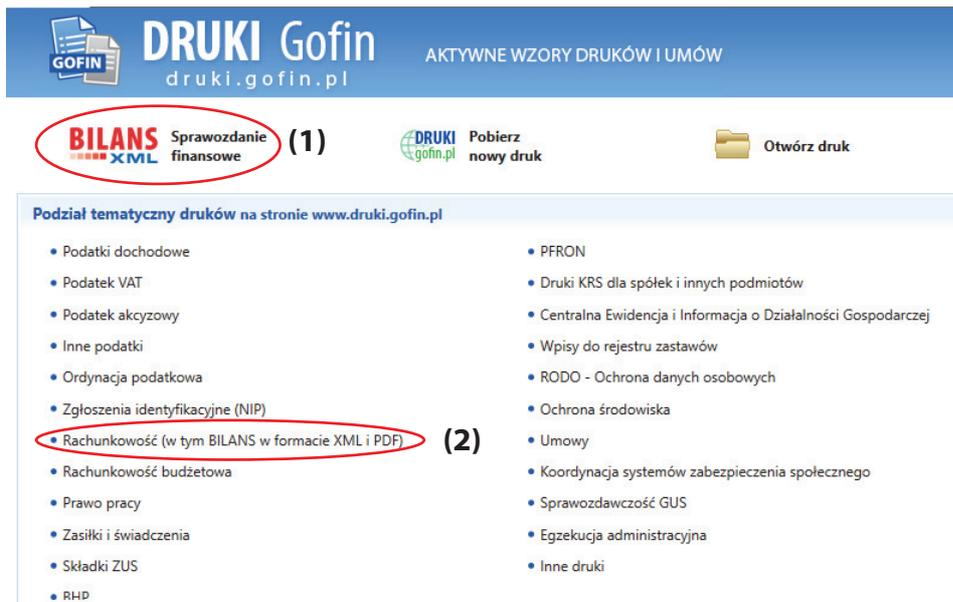 GOFIN
DRUKI Gofin
druki.gofin.pl
AKTYWNE WZORY DRUKÓW I UMÓW
BILANS XML
Sprawozdanie
finansowe
(1)
DRUKI
gofin.pl
Pobierz
nowy druk
Otwórz druk
Podział tematyczny druków na stronie www.druki.gofin.pl
• Podatki dochodowe
• Podatek VAT
• Podatek akcyzowy
• Inne podatki
• Ordynacja podatkowa
• Zgłoszenia identyfikacyjne (NIP)
• Rachunkowość (w tym BILANS w formacie XML i PDF)
(2)
• Rachunkowość budżetowa
• Prawo pracy
• Zasiłki i świadczenia
• Składki ZUS
• BHP
• PFRON
• Druki KRS dla spółek i innych podmiotów
• Centralna Ewidencja i Informacja o Działalności Gospodarczej
• Wpisy do rejestru zastawów
• RODO - Ochrona danych osobowych
• Ochrona środowiska
• Umowy
• Koordynacja systemów zabezpieczenia społecznego
• Sprawozdawczość GUS
• Egzekucja administracyjna
• Inne druki